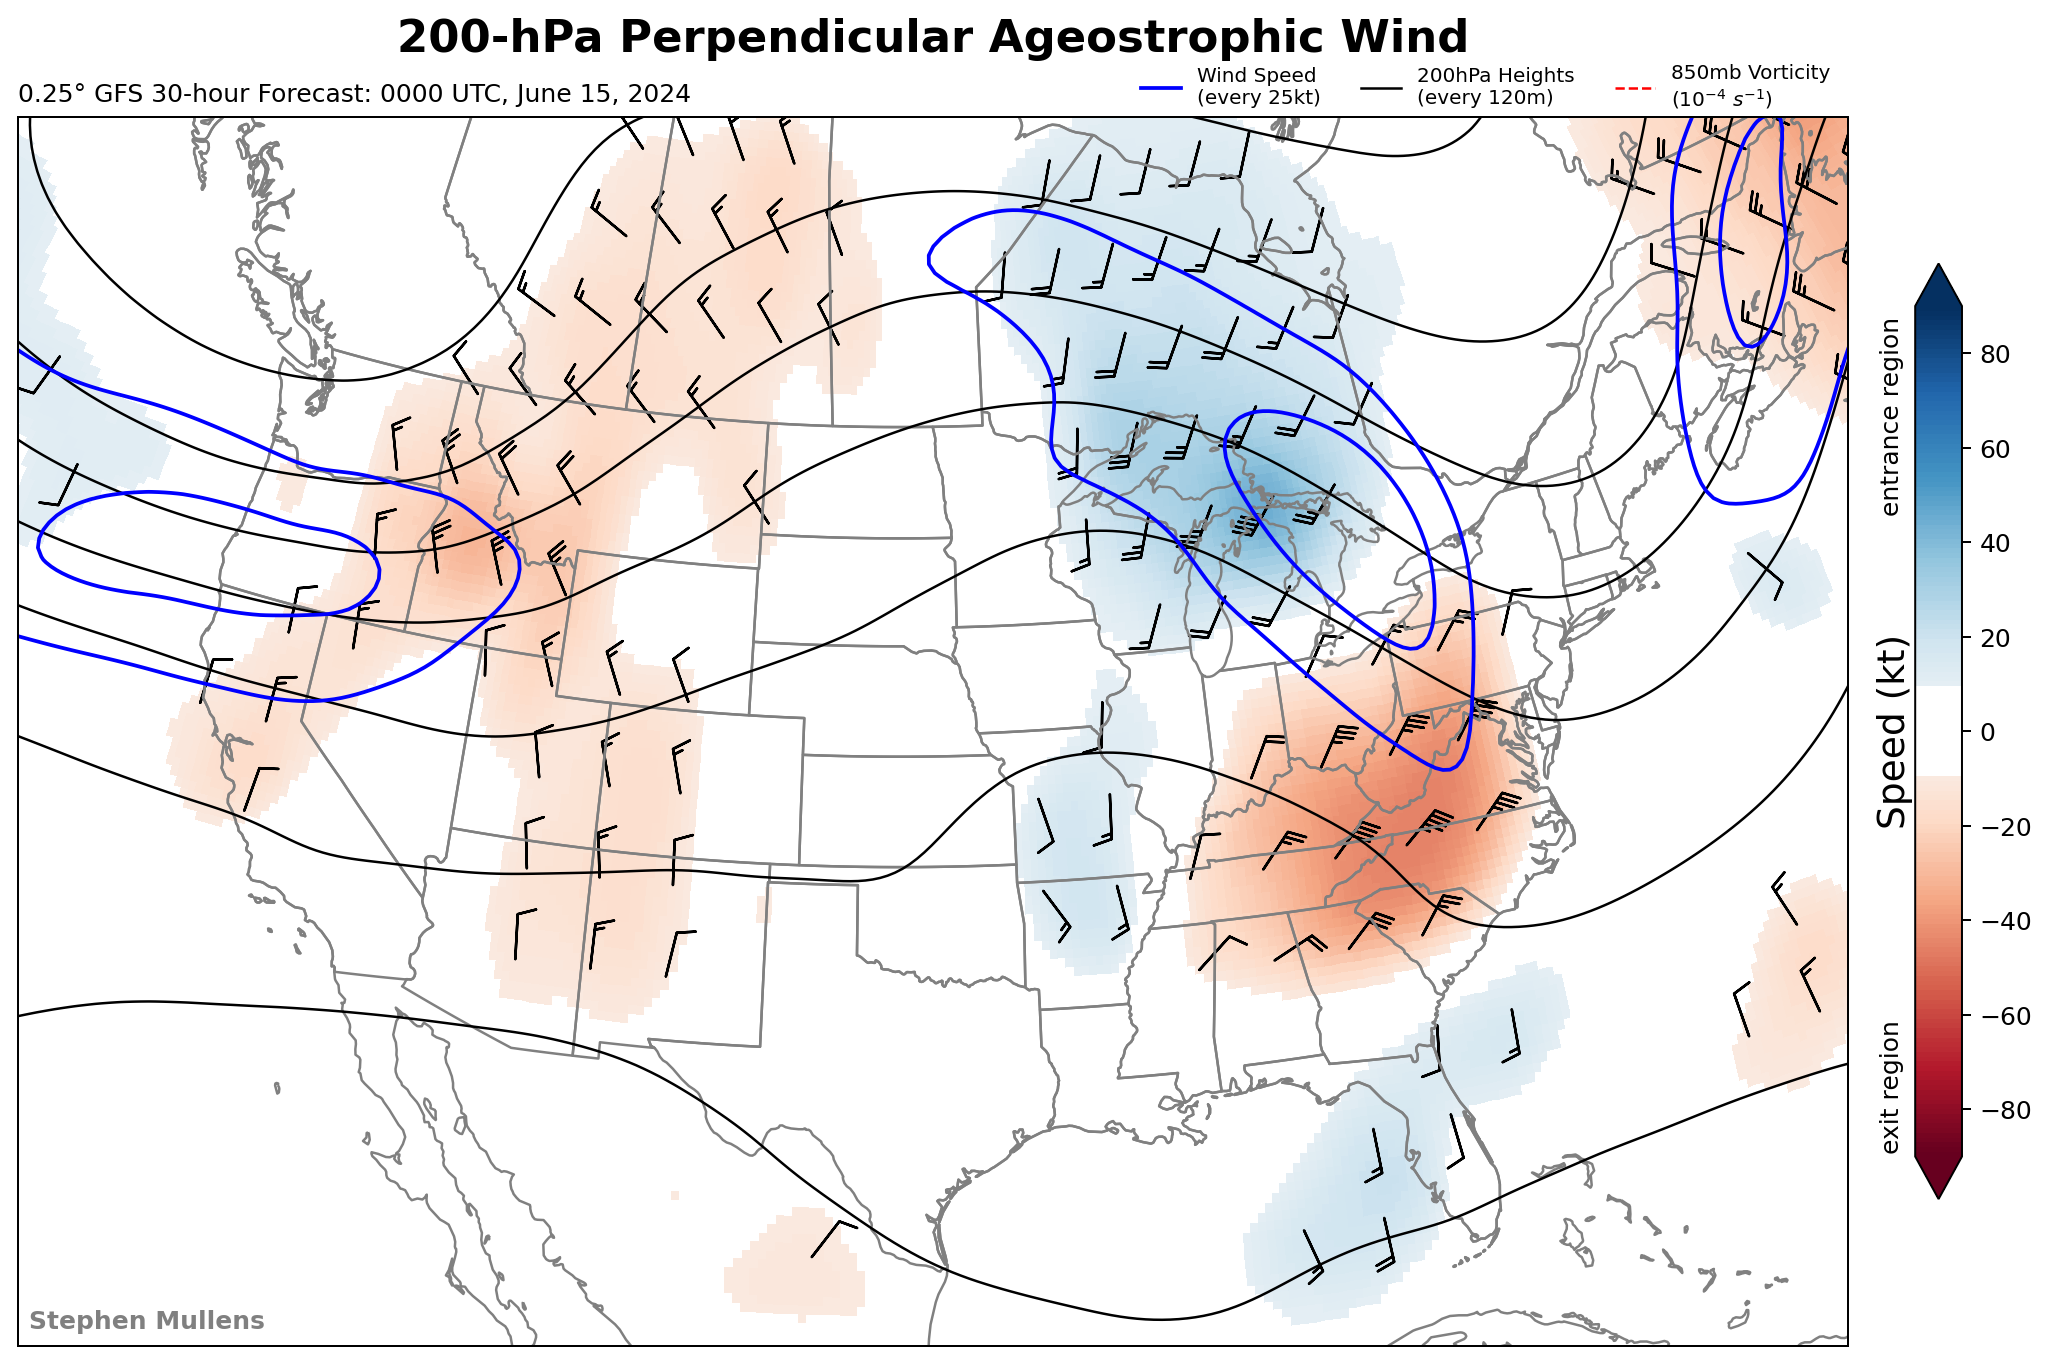 200-hPa Perpendicular Ageostrophic Wind
0.25° GFS 30-hour Forecast: 0000 UTC, June 15, 2024
Wind Speed
(every 25kt)
200hPa Heights
(every 120m)
850mb Vorticity
(10⁻⁴ s⁻¹)
entrance region
Speed (kt)
exit region
80
60
40
20
0
−20
−40
−60
−80
Stephen Mullens